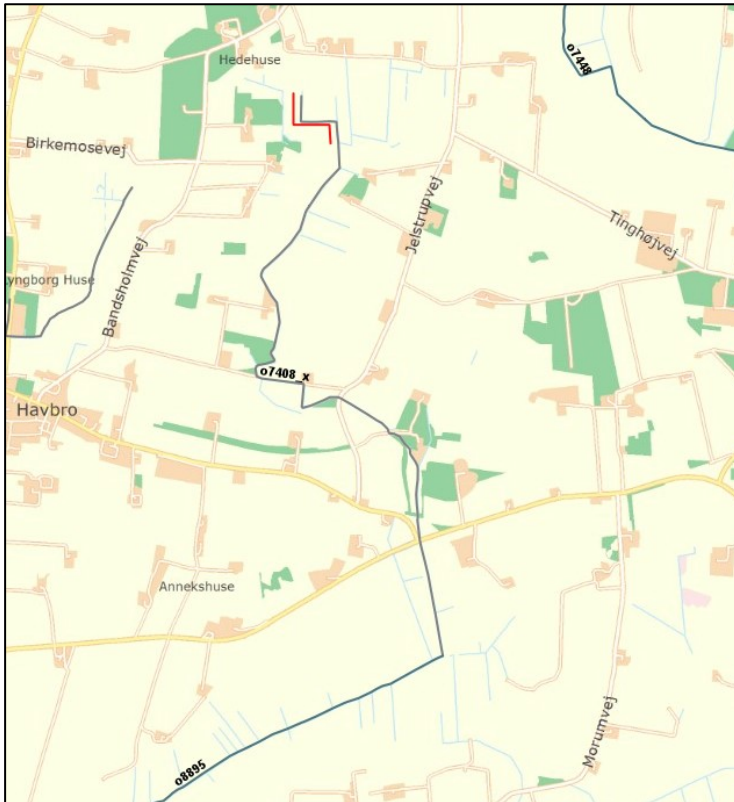 o7448
Hedehuse
Birkemosevej
Jelstrupvej
Tinghøjvej
Bandsholmvej
yngborg Huse
o7408_x
Havbro
Annekshuse
Morumvej
o8895